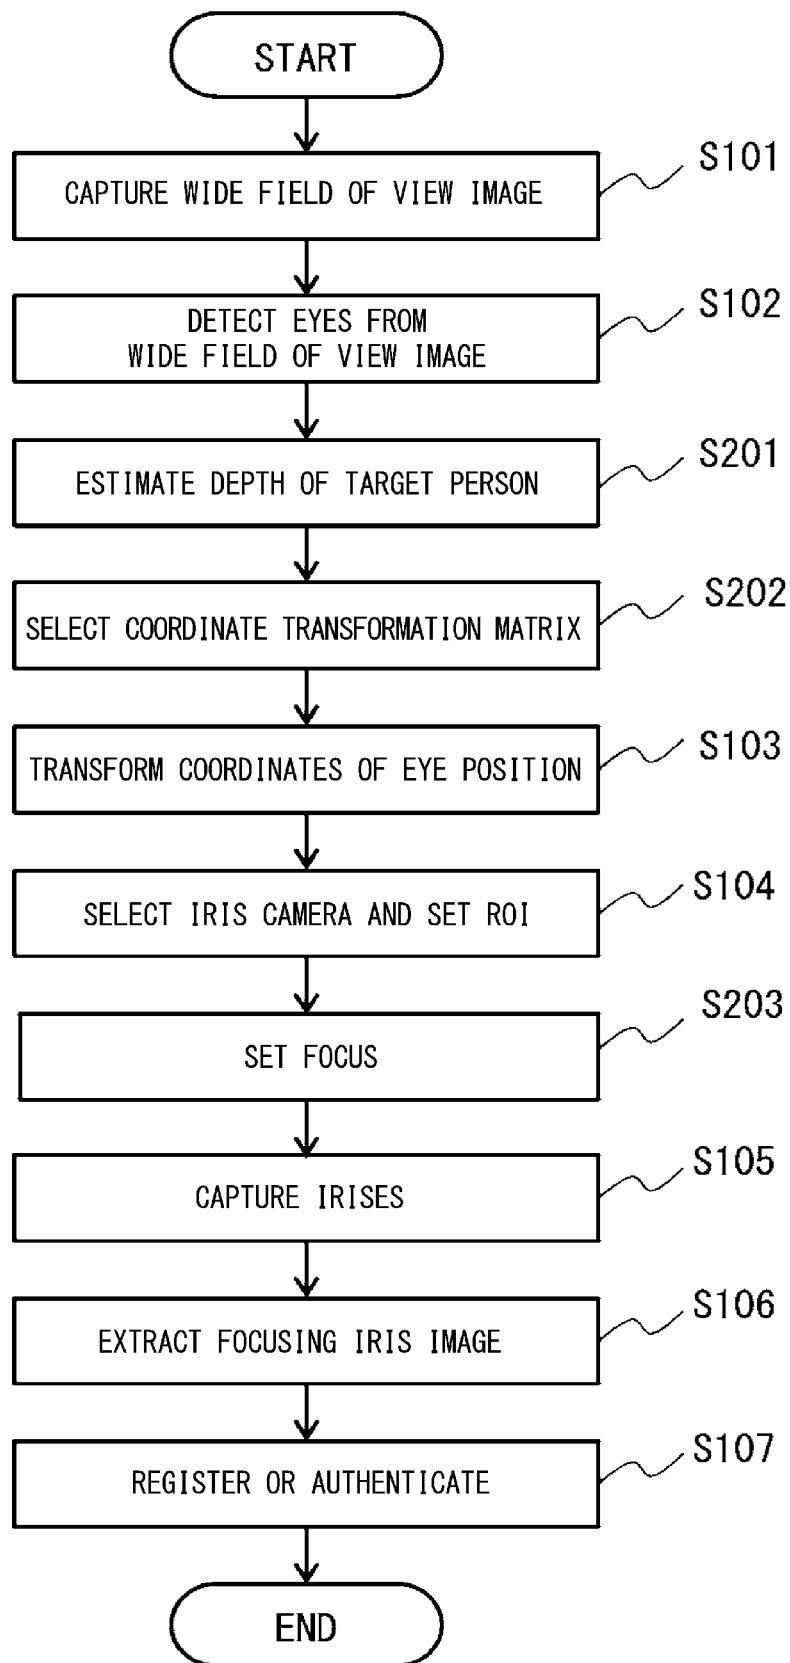 START
CAPTURE WIDE FIELD OF VIEW IMAGE
S101
DETECT EYES FROM
WIDE FIELD OF VIEW IMAGE
S102
ESTIMATE DEPTH OF TARGET PERSON
S201
SELECT COORDINATE TRANSFORMATION MATRIX
S202
TRANSFORM COORDINATES OF EYE POSITION
S103
SELECT IRIS CAMERA AND SET ROI
S104
SET FOCUS
S203
CAPTURE IRISES
S105
EXTRACT FOCUSING IRIS IMAGE
S106
REGISTER OR AUTHENTICATE
S107
END